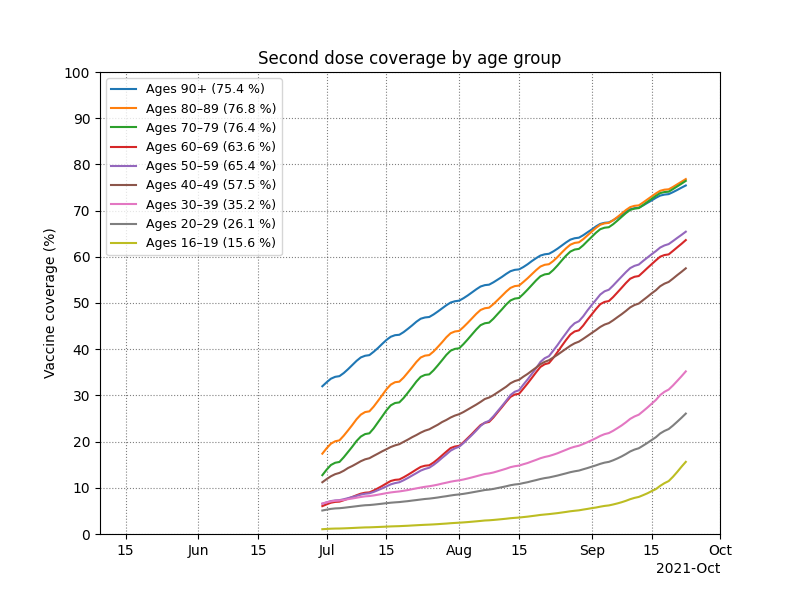 Second dose coverage by age group
Vaccine coverage (%)
100
90
80
70
60
50
40
30
20
10
0
Ages 90+ (75.4 %)
Ages 80–89 (76.8 %)
Ages 70–79 (76.4 %)
Ages 60–69 (63.6 %)
Ages 50–59 (65.4 %)
Ages 40–49 (57.5 %)
Ages 30–39 (35.2 %)
Ages 20–29 (26.1 %)
Ages 16–19 (15.6 %)
15 Jun 15 Jul 15 Aug 15 Sep 15 Oct
2021-Oct